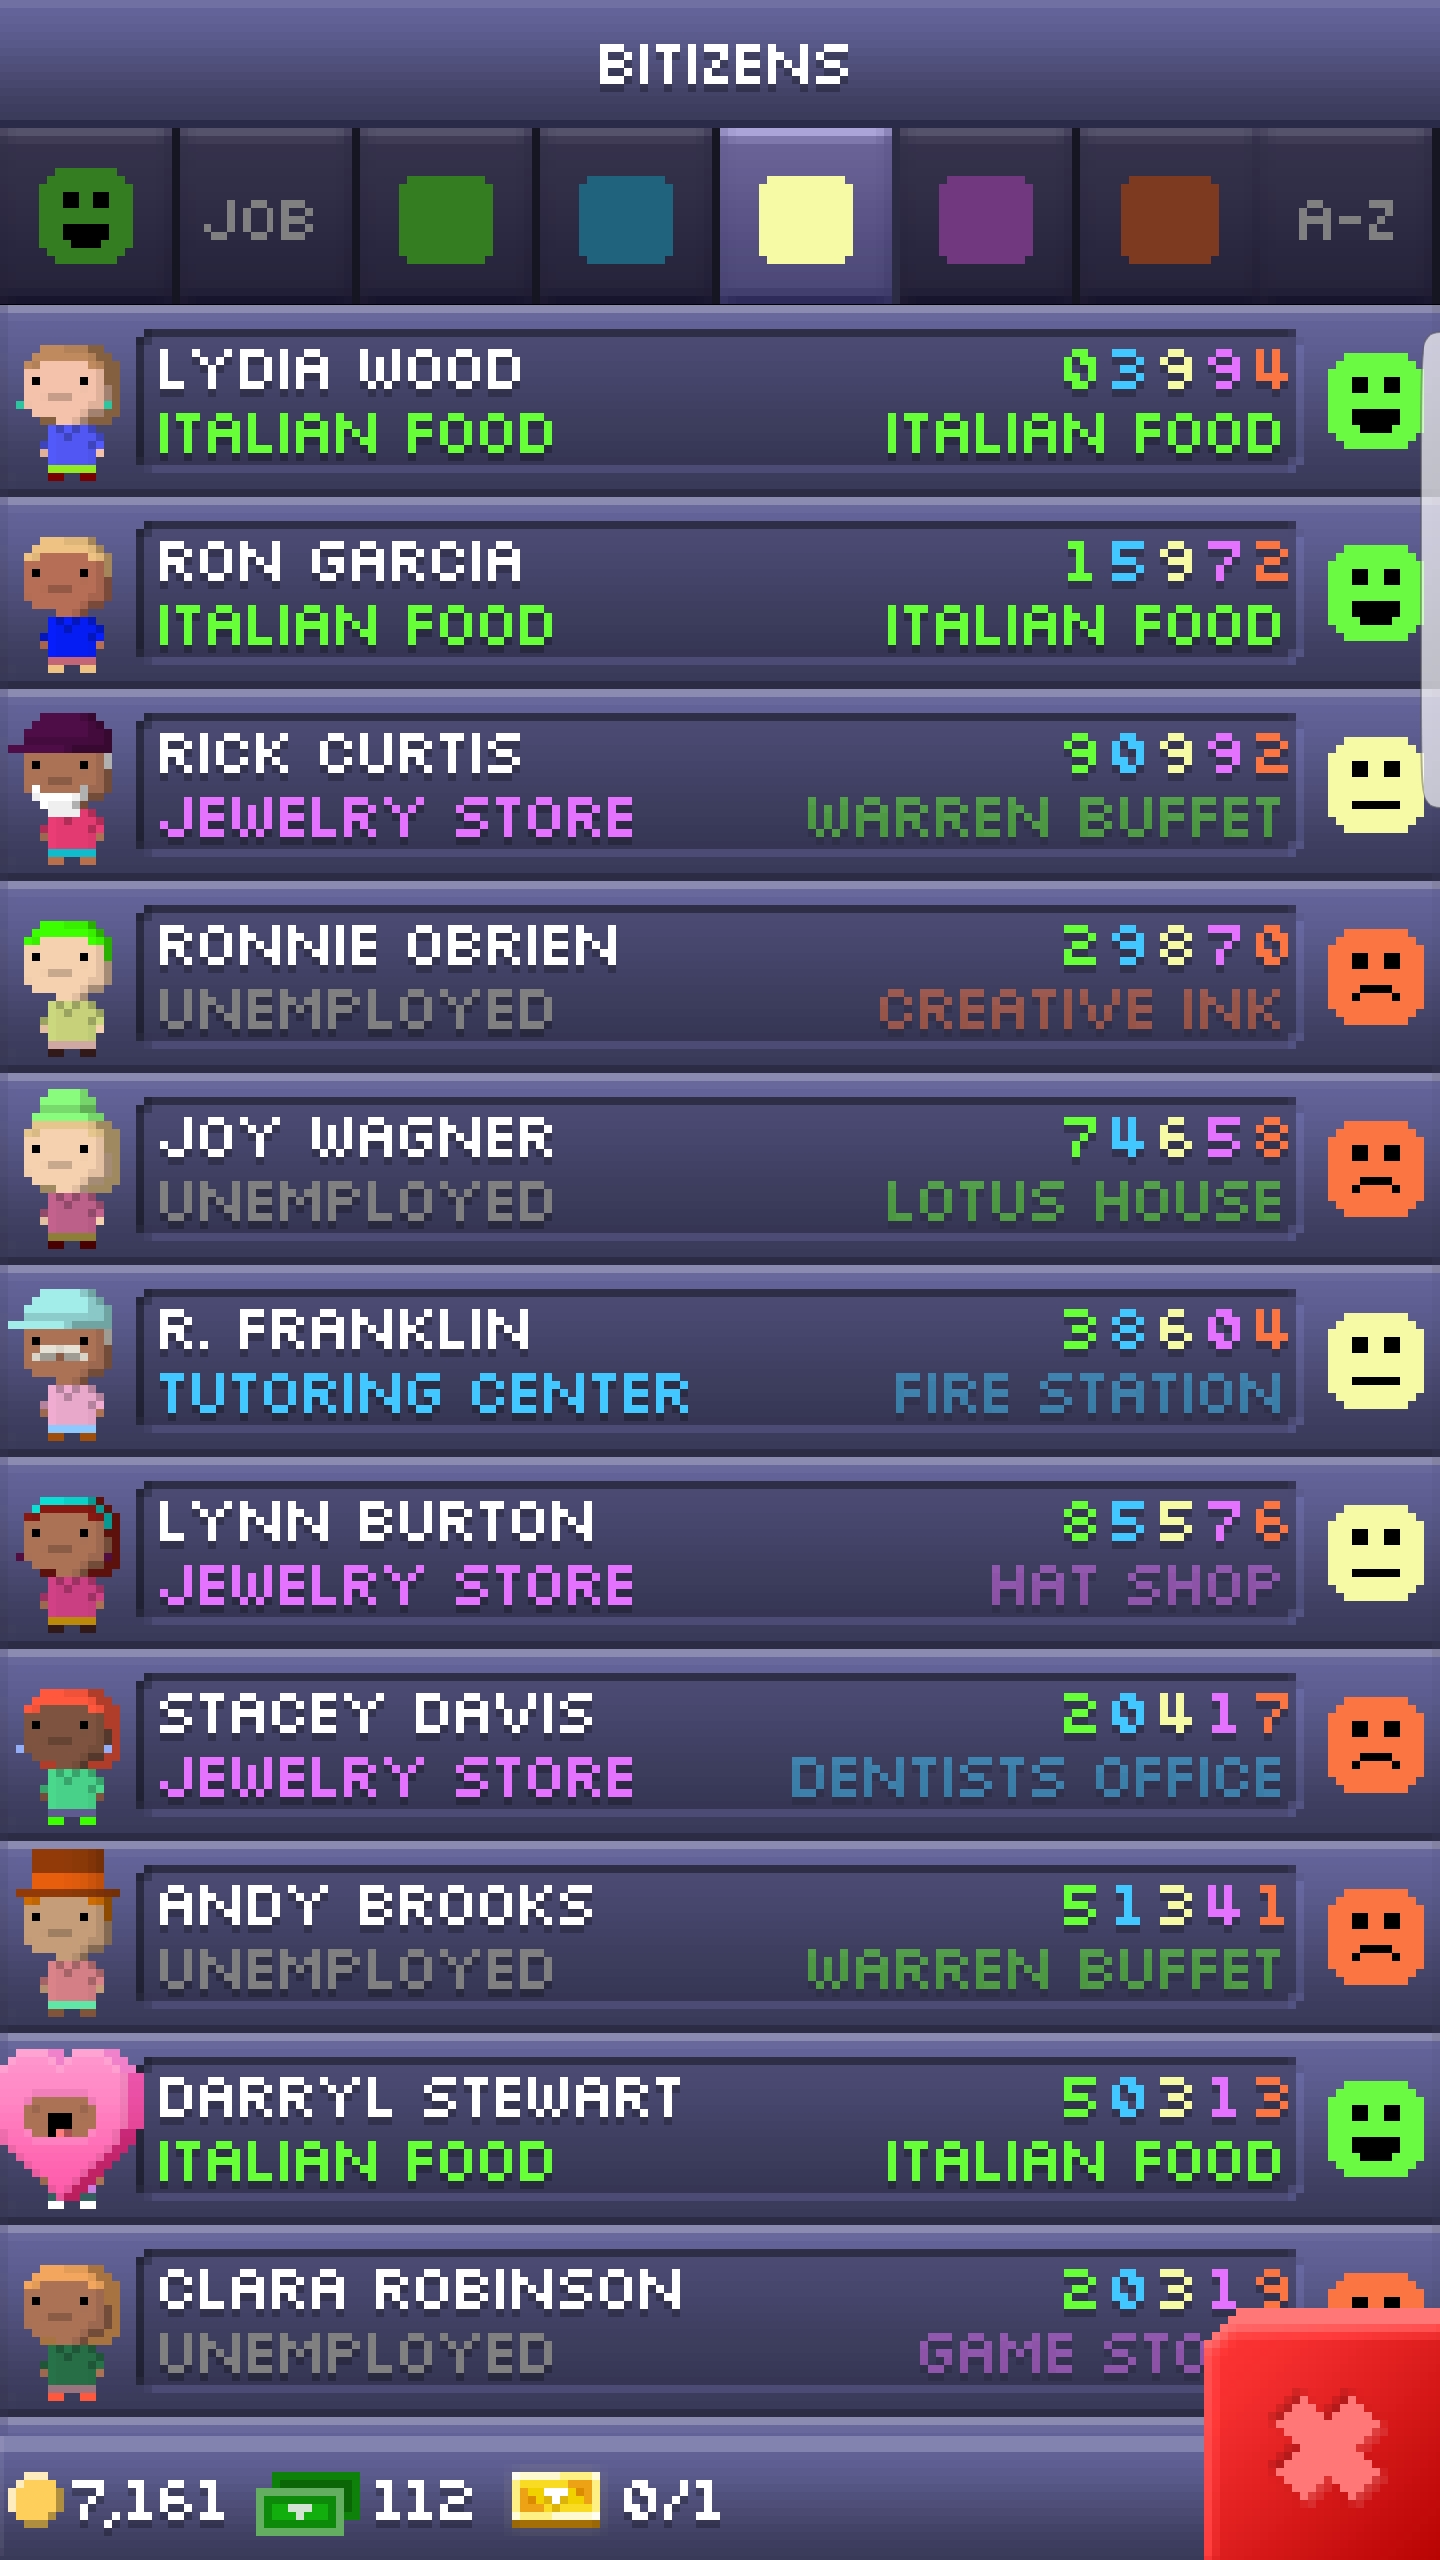 BITIZENS
JOB A-Z
LYDIA WOOD 03994
ITALIAN FOOD ITALIAN FOOD
RON GARCIA 15972
ITALIAN FOOD ITALIAN FOOD
RICK CURTIS 90992
JEWELRY STORE WARREN BUFFET
RONNIE OBRIEN 29870
UNEMPLOYED CREATIVE INK
JOY WAGNER 74658
UNEMPLOYED LOTUS HOUSE
R. FRANKLIN 38604
TUTORING CENTER FIRE STATION
LYNN BURTON 85576
JEWELRY STORE HAT SHOP
STACEY DAVIS 20417
JEWELRY STORE DENTISTS OFFICE
ANDY BROOKS 51341
UNEMPLOYED WARREN BUFFET
DARRYL STEWART 50313
ITALIAN FOOD ITALIAN FOOD
CLARA ROBINSON 20319
UNEMPLOYED GAME STO
7,161 112 0/1